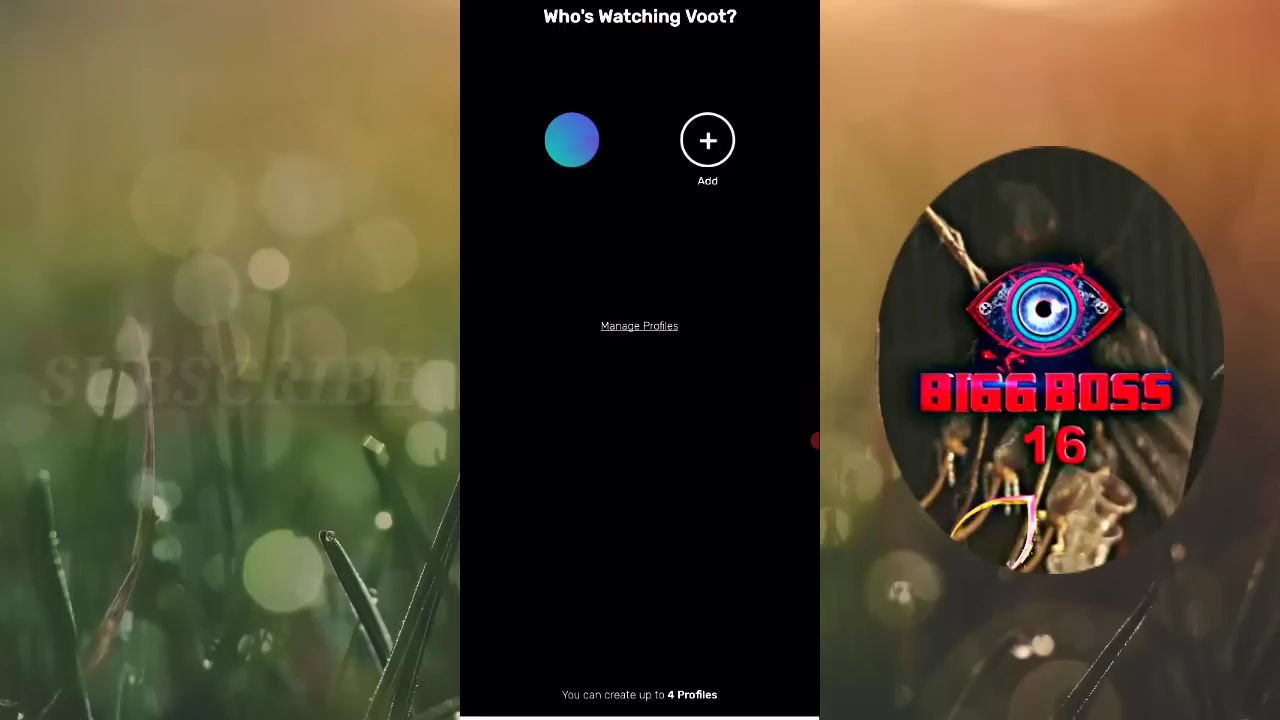 Who's Watching Voot?
Add
Manage Profiles
SUBSCRIBE
BIGG BOSS
16
You can create up to 4 Profiles